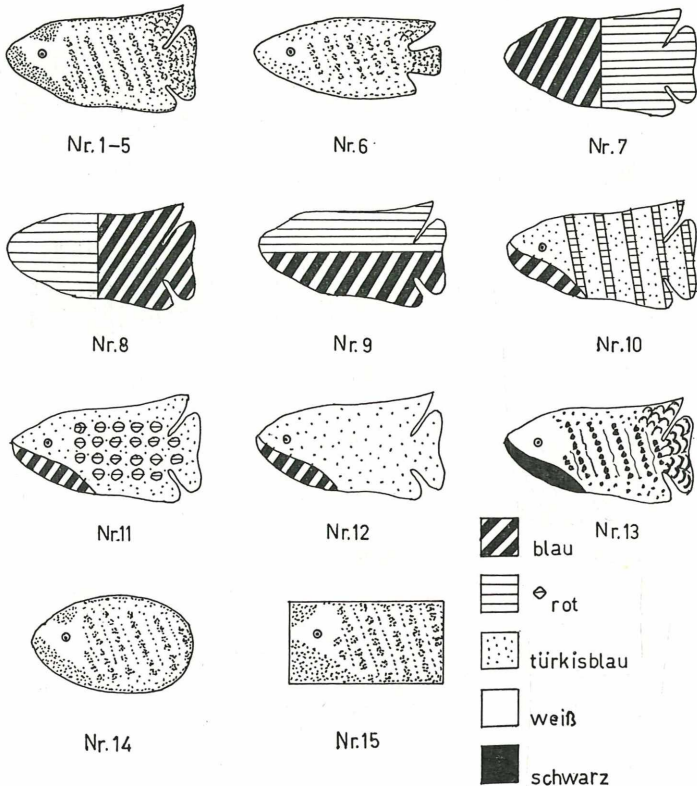 Nr. 1-5
Nr. 6
Nr. 7
Nr. 8
Nr. 9
Nr. 10
Nr. 11
Nr. 12
Nr. 13
Nr. 14
Nr. 15
blau
rot
türkisblau
weiß
schwarz